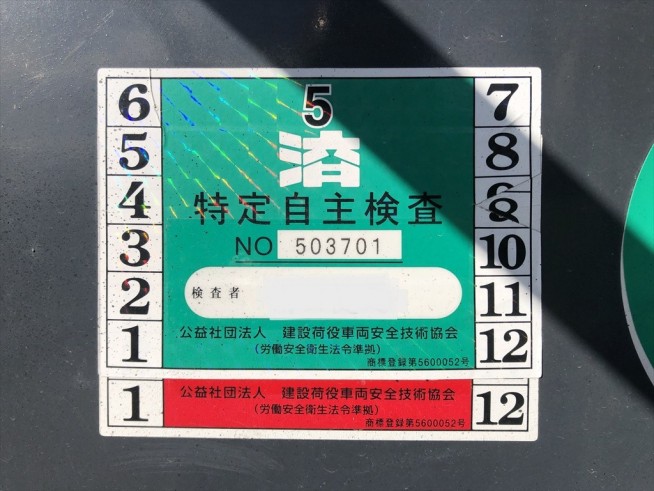 5
済
特定自主検査
NO 503701
検査者
公益社団法人 建設荷役車両安全技術協会
(労働安全衛生法令準拠)
商標登録第5600052号
6
5
4
3
2
1
7
8
10
11
12
1
公益社団法人 建設荷役車両安全技術協会
(労働安全衛生法令準拠)
商標登録第5600052号
12